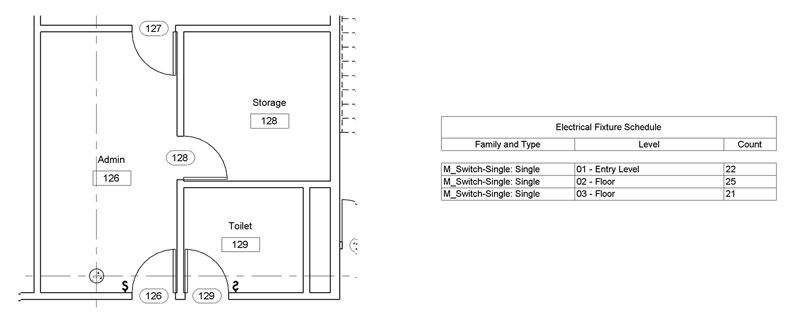 127
Storage
128
128
Admin
126
Toilet
129
$
$
126
129
Electrical Fixture Schedule
Family and Type Level Count
M_Switch-Single: Single 01 - Entry Level 22
M_Switch-Single: Single 02 - Floor 25
M_Switch-Single: Single 03 - Floor 21